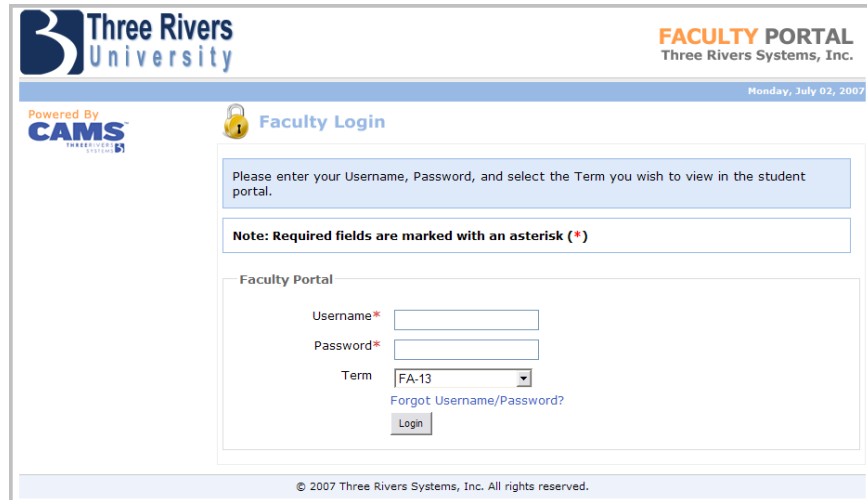 Three Rivers
University
FACULTY PORTAL
Three Rivers Systems, Inc.
Monday, July 02, 2007
Powered By
CAMS™
THREE RIVERS
SYSTEMS
Faculty Login
Please enter your Username, Password, and select the Term you wish to view in the student
portal.
Note: Required fields are marked with an asterisk (*)
Faculty Portal
Username*
Password*
Term FA-13
Forgot Username/Password?
Login
© 2007 Three Rivers Systems, Inc. All rights reserved.